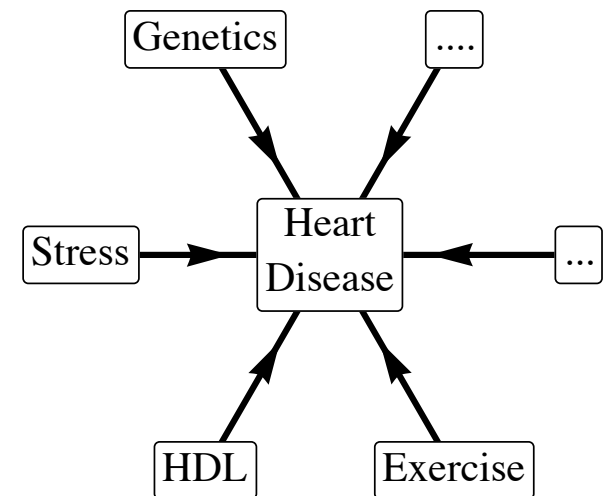 Genetics
....
Heart
Disease
Stress
...
HDL
Exercise